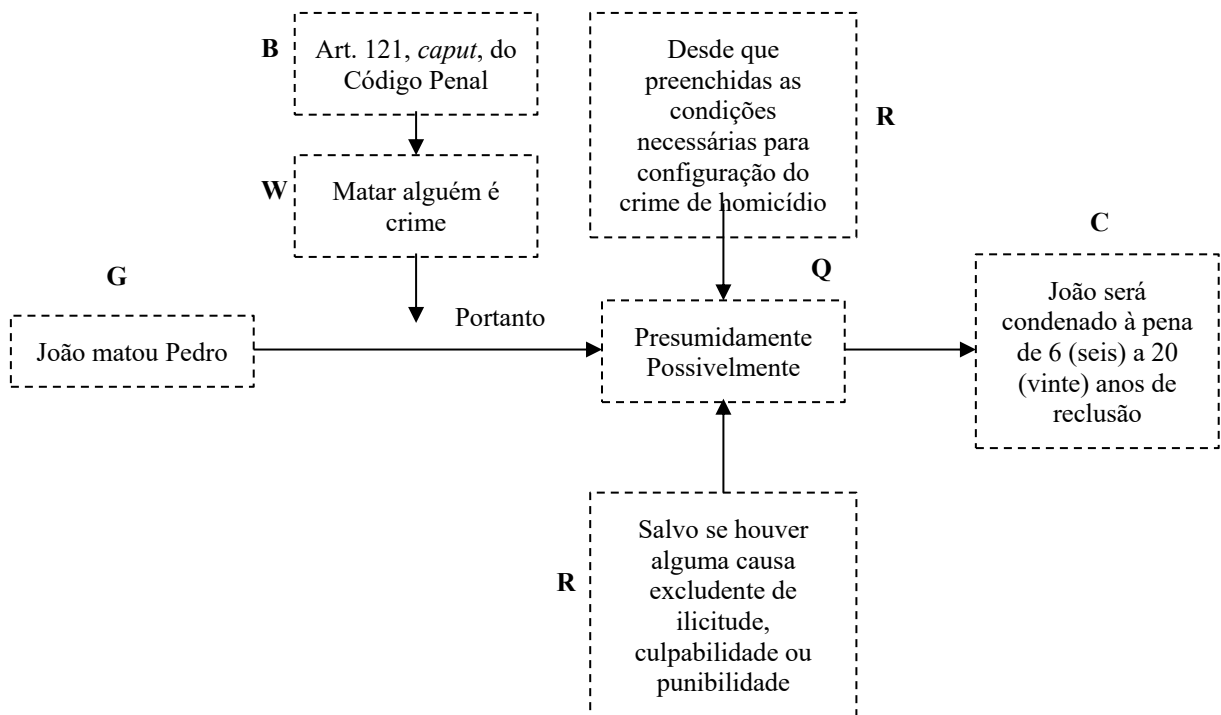 B
Art. 121, caput, do
Código Penal
W
Matar alguém é
crime
Desde que
preenchidas as
condições
necessárias para
configuração do
crime de homicídio
R
G
João matou Pedro
Portanto
Q
Presumidamente
Possivelmente
C
João será
condenado à pena
de 6 (seis) a 20
(vinte) anos de
reclusão
R
Salvo se houver
alguma causa
excludente de
ilicitude,
culpabilidade ou
punibilidade